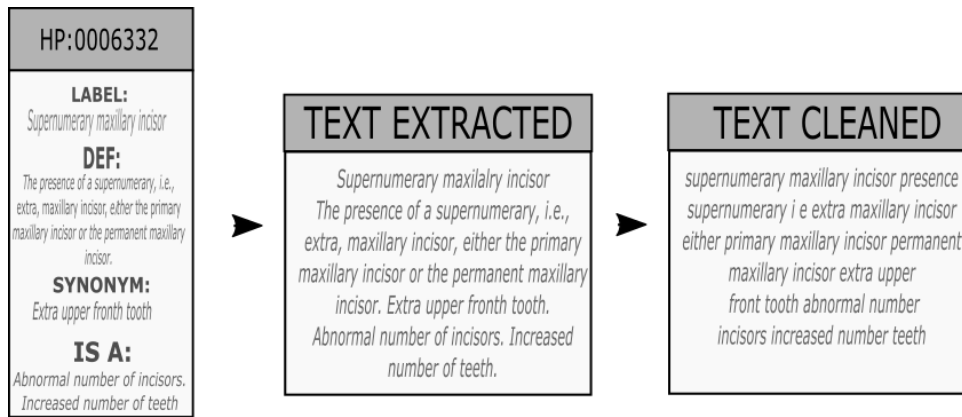 HP:0006332
LABEL:
Supernumerary maxillary incisor
DEF:
The presence of a supernumerary, i.e.,
extra, maxillary incisor, either the primary
maxillary incisor or the permanent maxillary
incisor.
SYNONYM:
Extra upper fronth tooth
IS A:
Abnormal number of incisors.
Increased number of teeth
TEXT EXTRACTED
Supernumerary maxilalry incisor
The presence of a supernumerary, i.e.,
extra, maxillary incisor, either the primary
maxillary incisor or the permanent maxillary
incisor. Extra upper fronth tooth.
Abnormal number of incisors. Increased
number of teeth.
TEXT CLEANED
supernumerary maxillary incisor presence
supernumerary i e extra maxillary incisor
either primary maxillary incisor permanent
maxillary incisor extra upper
front tooth abnormal number
incisors increased number teeth